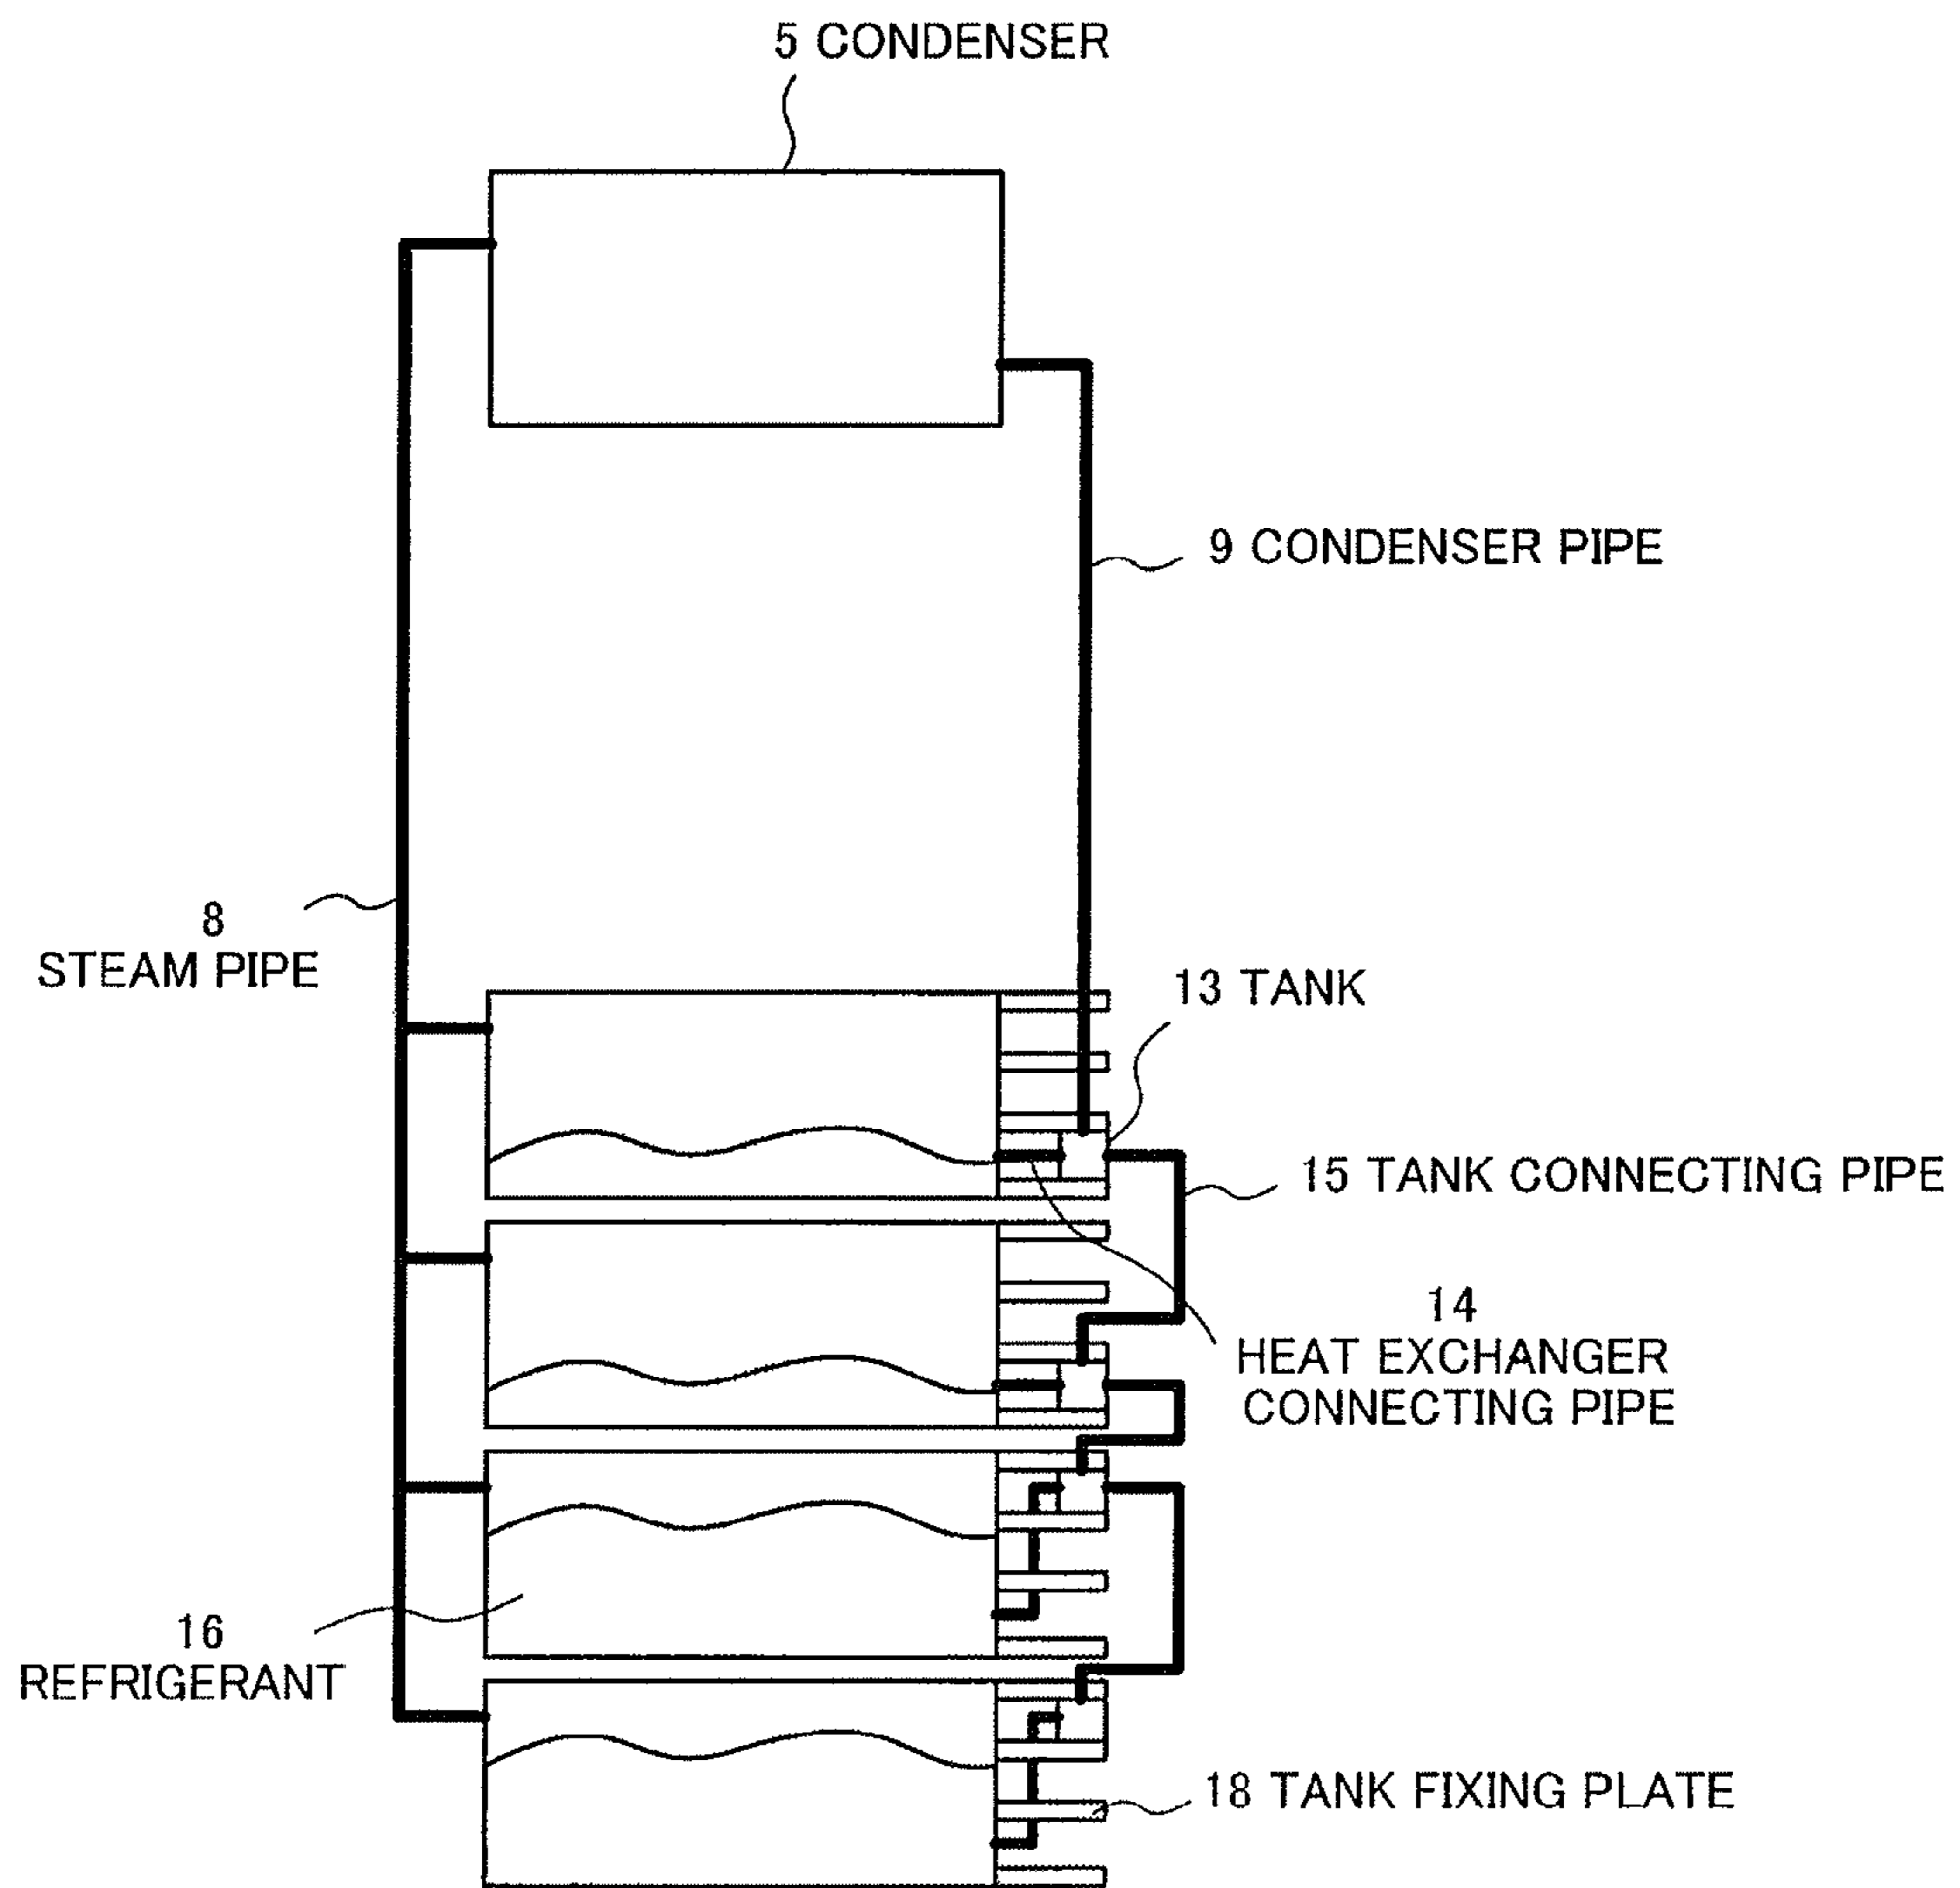 5 CONDENSER
9 CONDENSER PIPE
8
STEAM PIPE
13 TANK
15 TANK CONNECTING PIPE
14
HEAT EXCHANGER
CONNECTING PIPE
16
REFRIGERANT
18 TANK FIXING PLATE